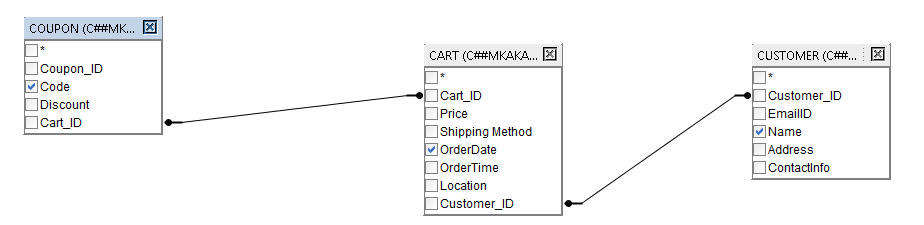 COUPON (C##MK...
*
Coupon_ID
Code
Discount
Cart_ID
CART (C##MKAKA...
*
Cart_ID
Price
Shipping Method
OrderDate
OrderTime
Location
Customer_ID
CUSTOMER (C##...
*
Customer_ID
EmailID
Name
Address
ContactInfo